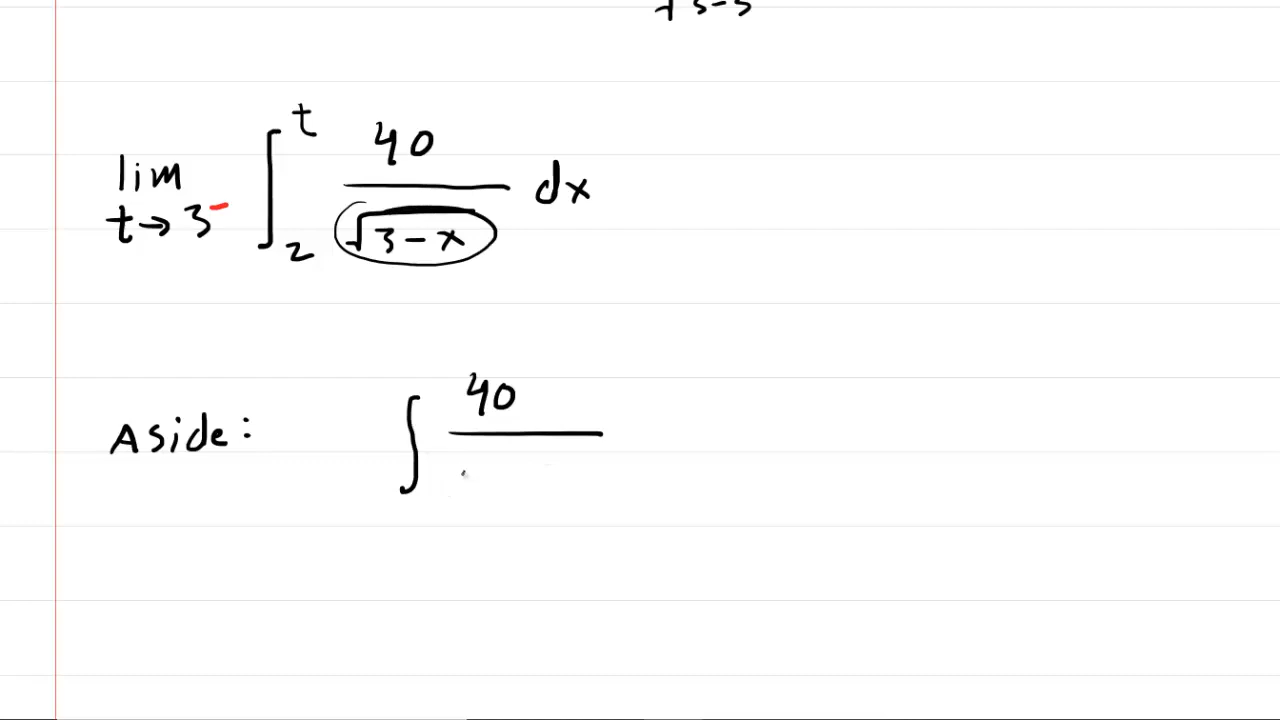 lim t→3⁻ ∫₂ᵗ 40/√(3-x) dx
Aside: ∫ 40